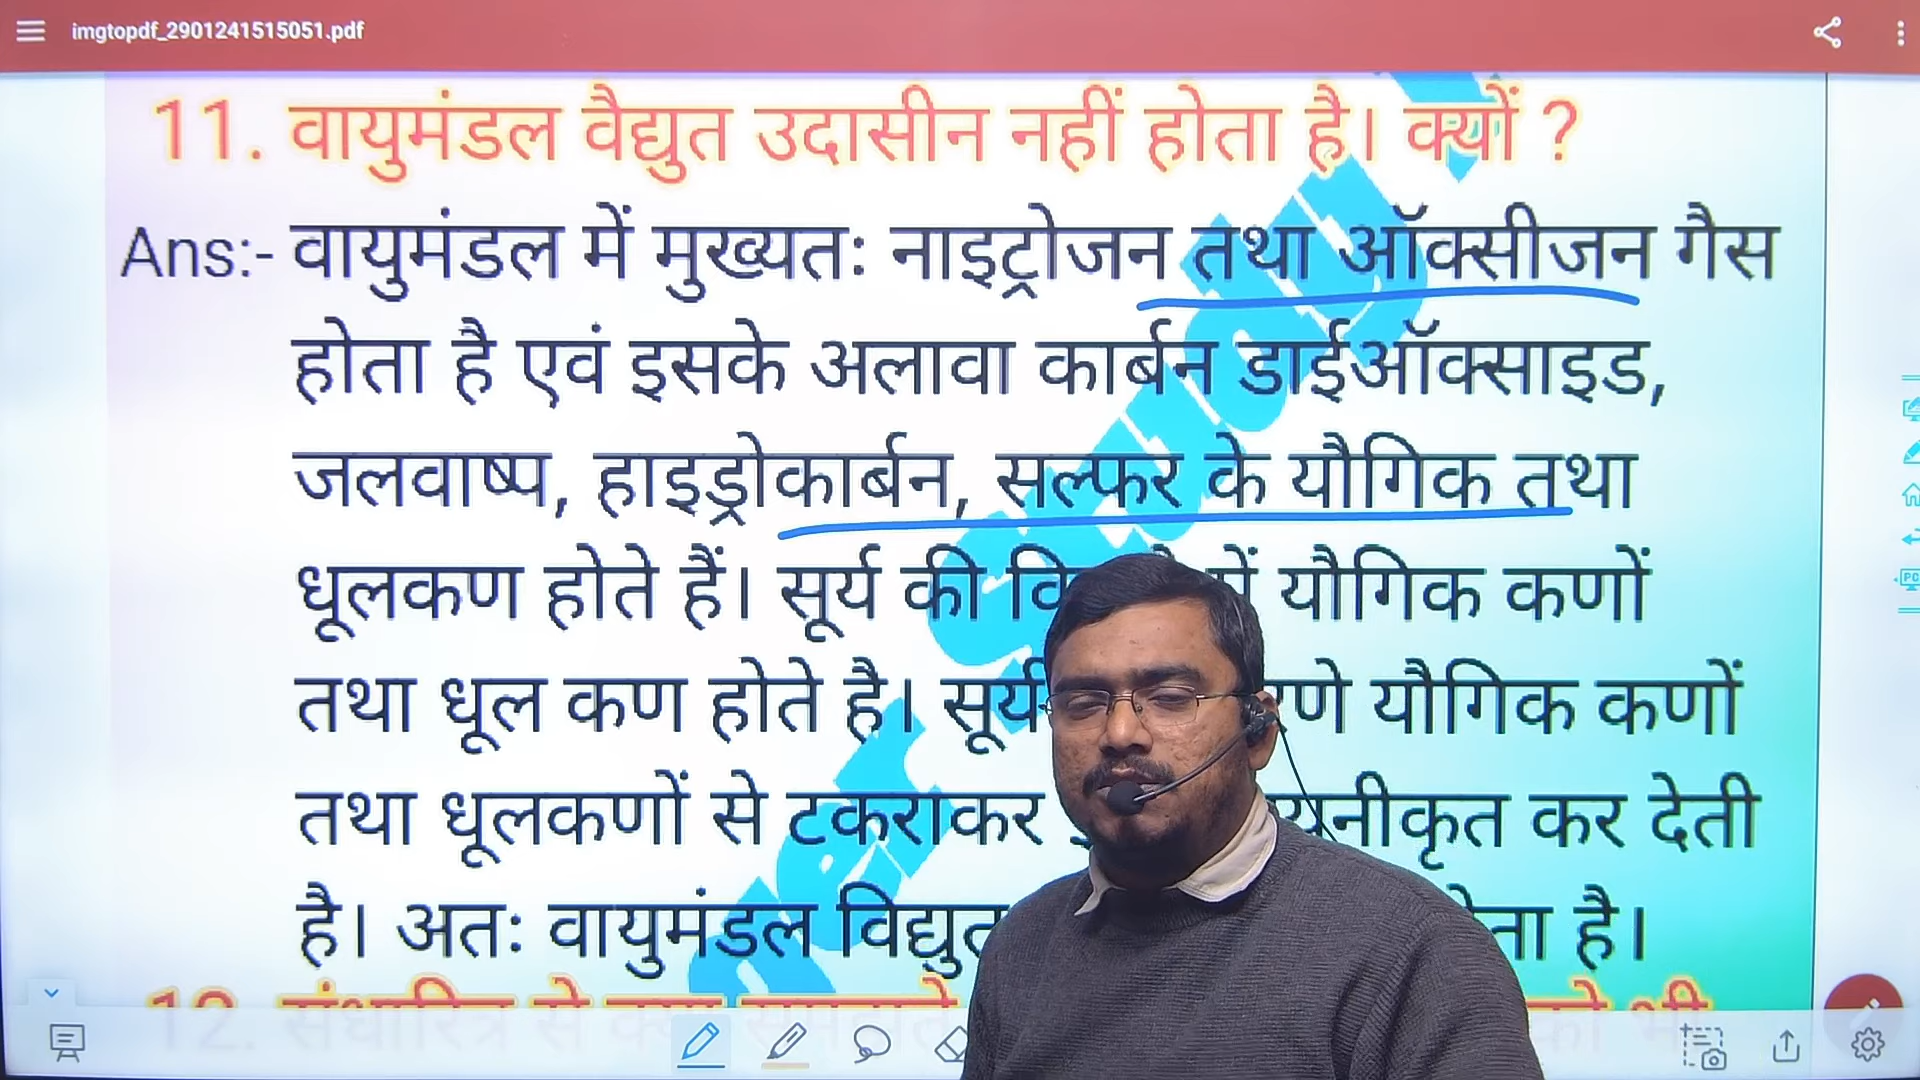 imgtopdf_2901241515051.pdf
11. वायुमंडल वैद्युत उदासीन नहीं होता है। क्यों ?
Ans:- वायुमंडल में मुख्यतः नाइट्रोजन तथा ऑक्सीजन गैस
होता है एवं इसके अलावा कार्बन डाईऑक्साइड,
जलवाष्प, हाइड्रोकार्बन, सल्फर के यौगिक तथा
धूलकण होते हैं। सूर्य की में यौगिक कणों
तथा धूल कण होते है। सूर्य यौगिक कणों
तथा धूलकणों से टकराकर कर देती
है। अतः वायुमंडल है।
12. संधारित्र से क्या समझते को भी